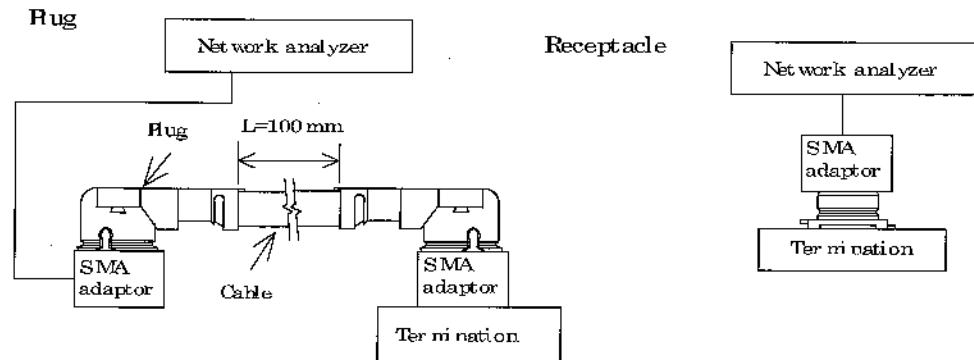 Plug
Network analyzer
Plug
L=100 mm
SMA
adaptor
Cable
SMA
adaptor
Termination
Receptacle
Network analyzer
SMA
adaptor
Termination